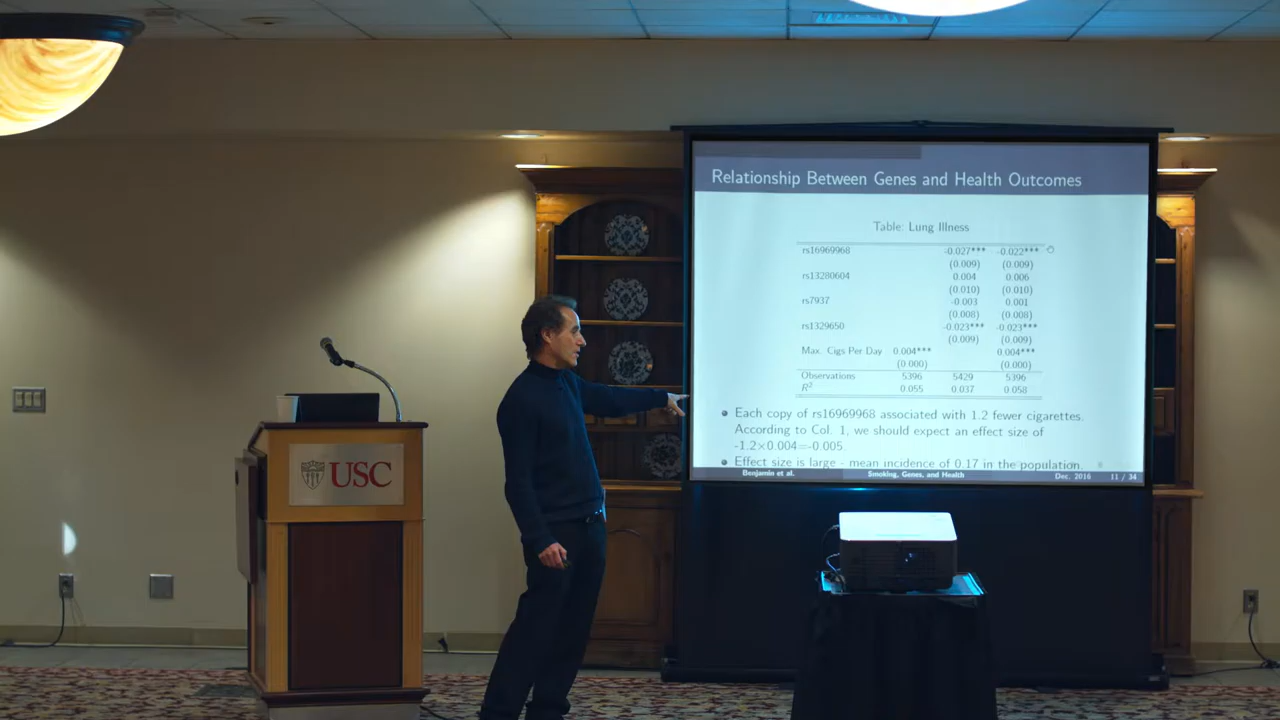 USC
Relationship Between Genes and Health Outcomes
Table: Lung Illness
rs16969968 -0.027*** -0.022***
(0.009) (0.009)
rs13280604 0.004 0.006
(0.010) (0.010)
rs7937 -0.003 0.001
(0.008) (0.008)
rs1329650 -0.023*** -0.023***
(0.009) (0.009)
Max. Cigs Per Day 0.004*** 0.004***
(0.000) (0.000)
Observations 5396 5429 5396
R² 0.055 0.037 0.058
Each copy of rs16969968 associated with 1.2 fewer cigarettes.
According to Col. 1, we should expect an effect size of
-1.2×0.004=-0.005.
Effect size is large - mean incidence of 0.17 in the population.
Benjamin et al. Smoking, Genes, and Health Dec. 2016 11 / 34